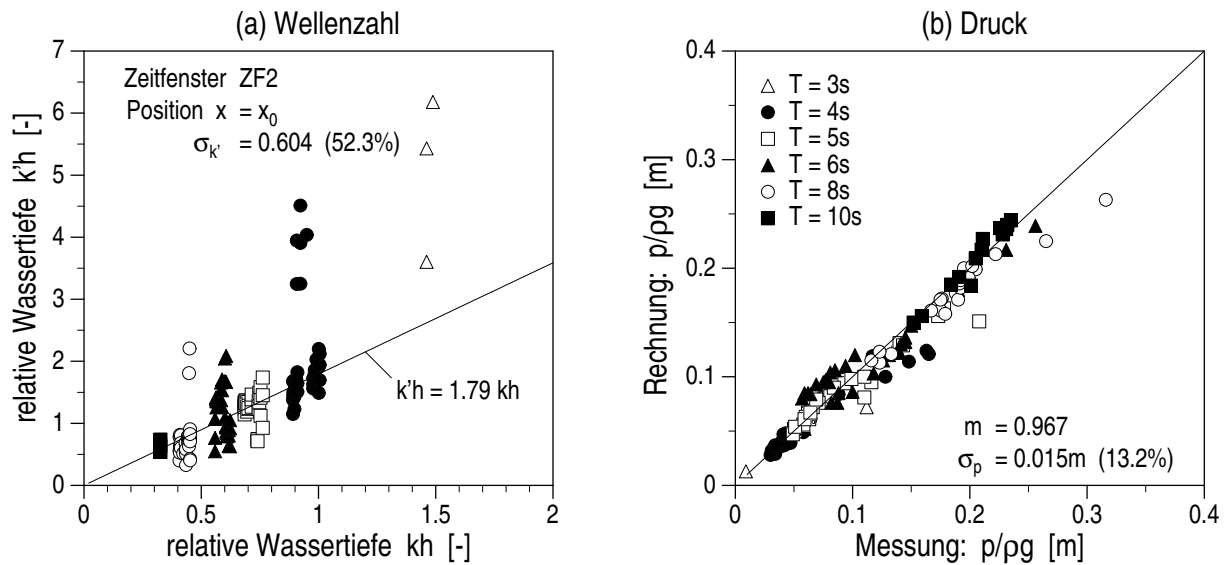 (a) Wellenzahl
relative Wassertiefe k'h [-]
7
6
5
4
3
2
1
0
Zeitfenster ZF2
Position x = x₀
σk' = 0.604 (52.3%)
k'h = 1.79 kh
0 0.5 1 1.5 2
relative Wassertiefe kh [-]
(b) Druck
Rechnung: p/ρg [m]
0.4
0.3
0.2
0.1
0
T = 3s
T = 4s
T = 5s
T = 6s
T = 8s
T = 10s
m = 0.967
σp = 0.015m (13.2%)
0 0.1 0.2 0.3 0.4
Messung: p/ρg [m]